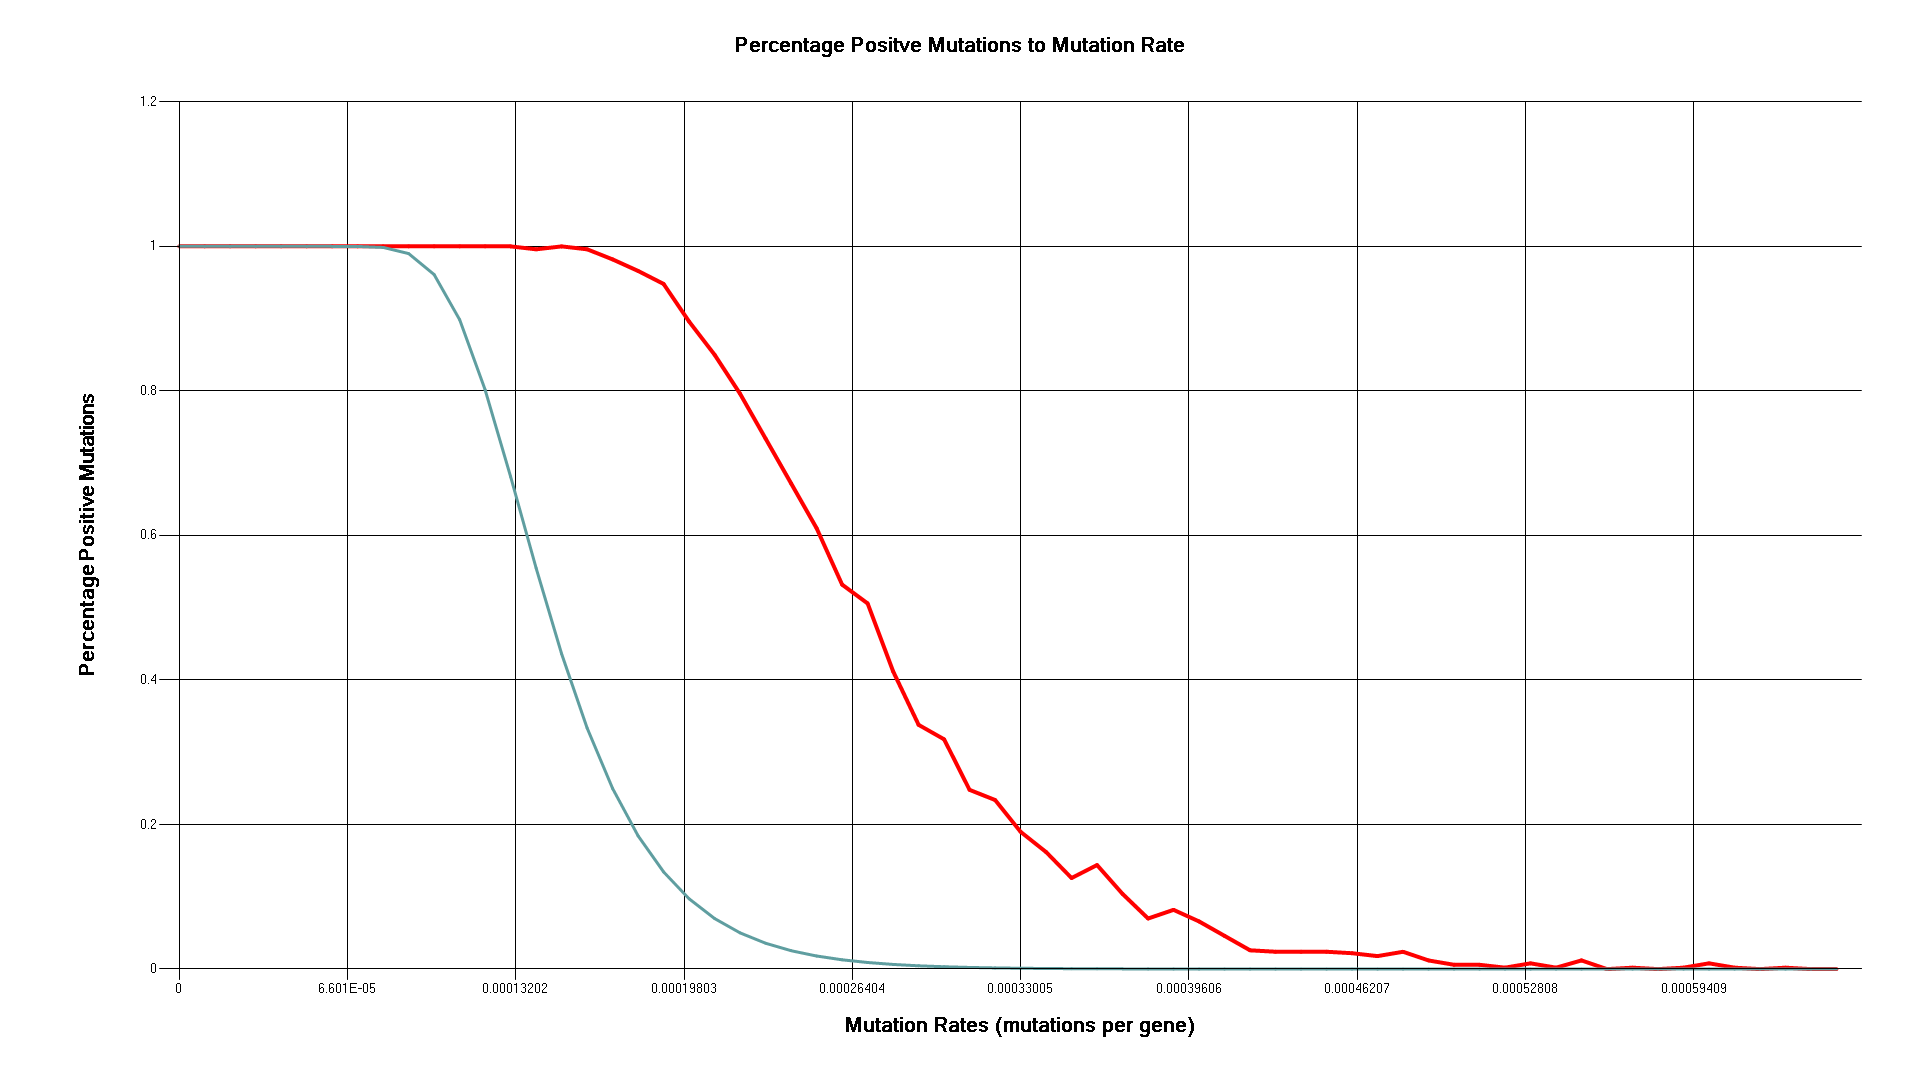 Percentage Positve Mutations to Mutation Rate
1.2
1
0.8
0.6
0.4
0.2
0
Percentage Positive Mutations
0 6.601E-05 0.00013202 0.00019803 0.00026404 0.00033005 0.00039606 0.00046207 0.00052808 0.00059409
Mutation Rates (mutations per gene)